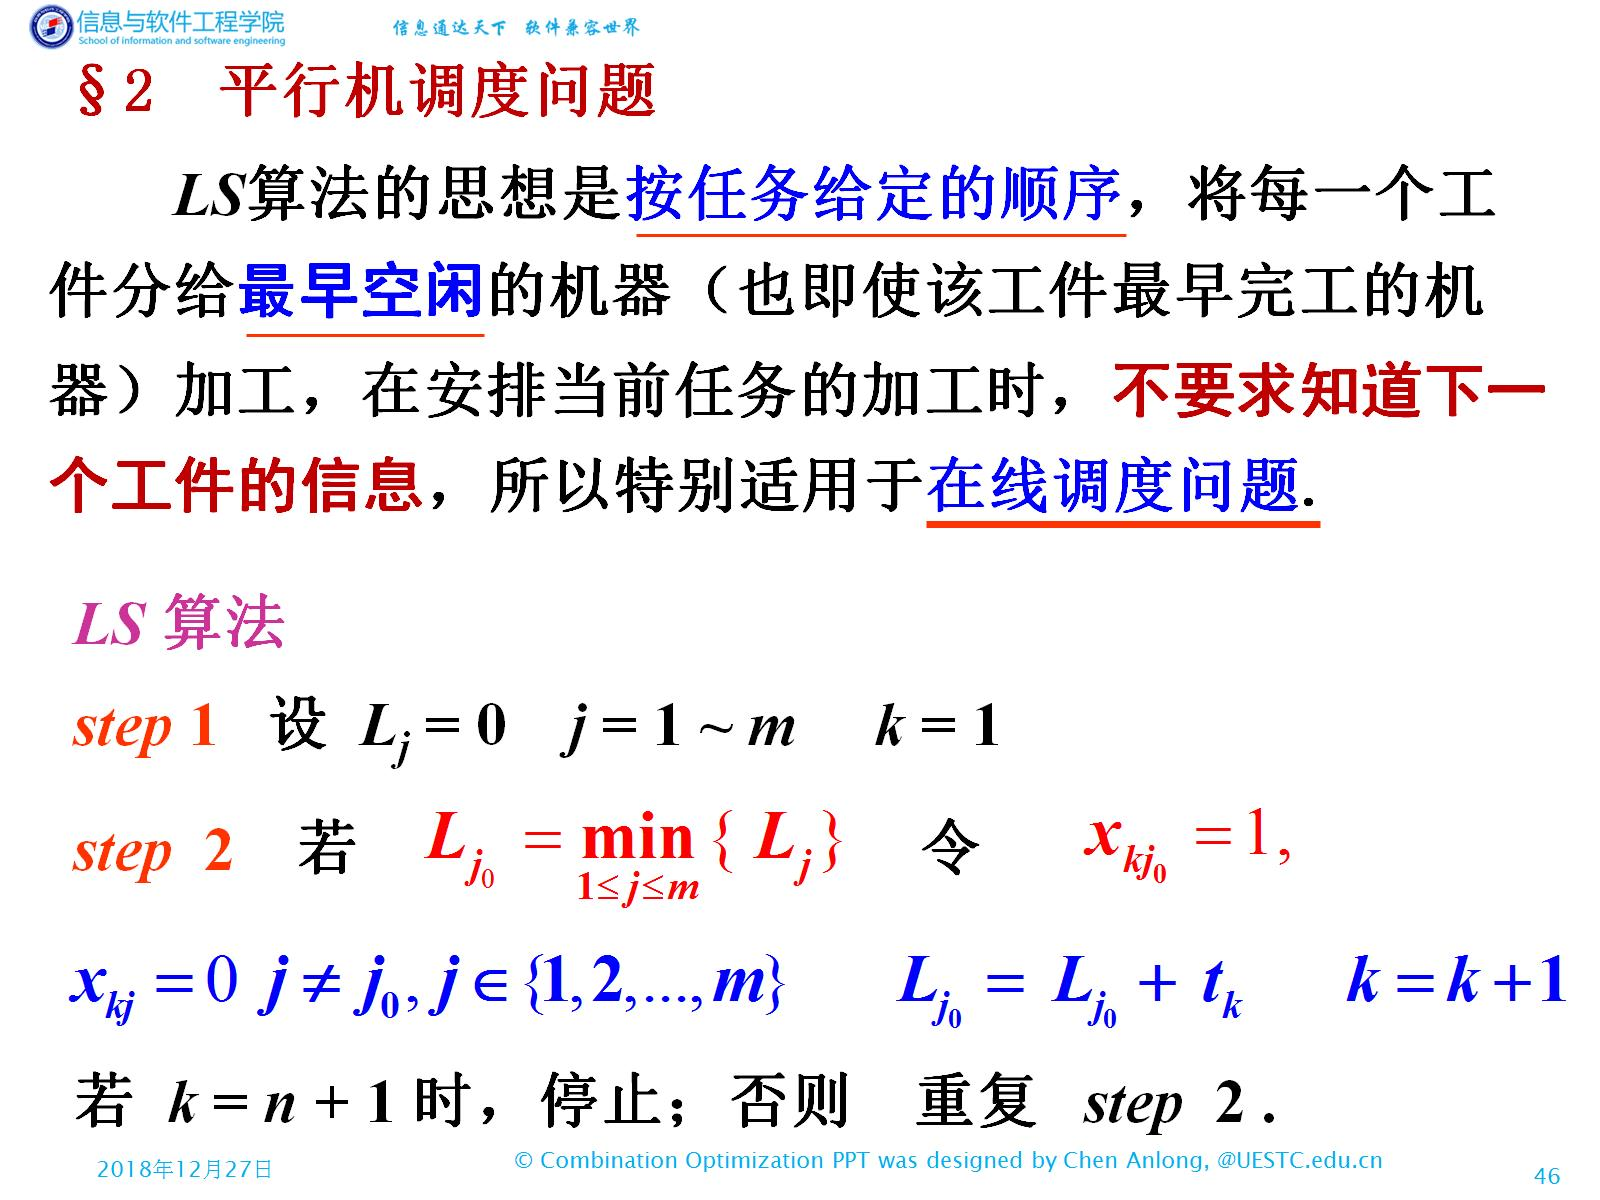 信息与软件工程学院
School of information and software engineering
信息通达天下 软件兼容世界
§2 平行机调度问题
LS算法的思想是按任务给定的顺序，将每一个工
件分给最早空闲的机器（也即使该工件最早完工的机
器）加工，在安排当前任务的加工时，不要求知道下一
个工件的信息，所以特别适用于在线调度问题.
LS 算法
step 1 设 Lj = 0 j = 1 ~ m k = 1
step 2 若 Lj0 = min{ Lj } 令 xkj0 = 1,
1≤j≤m
xkj = 0 j ≠ j0, j ∈{1,2,...,m} Lj0 = Lj0 + tk k = k +1
若 k = n + 1 时，停止；否则 重复 step 2 .
2018年12月27日
© Combination Optimization PPT was designed by Chen Anlong, @UESTC.edu.cn
46